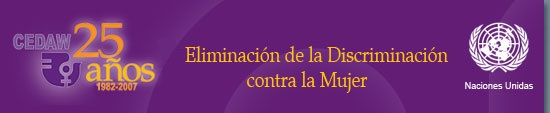 CEDAW 25
años
1982-2007
Eliminación de la Discriminación
contra la Mujer
Naciones Unidas